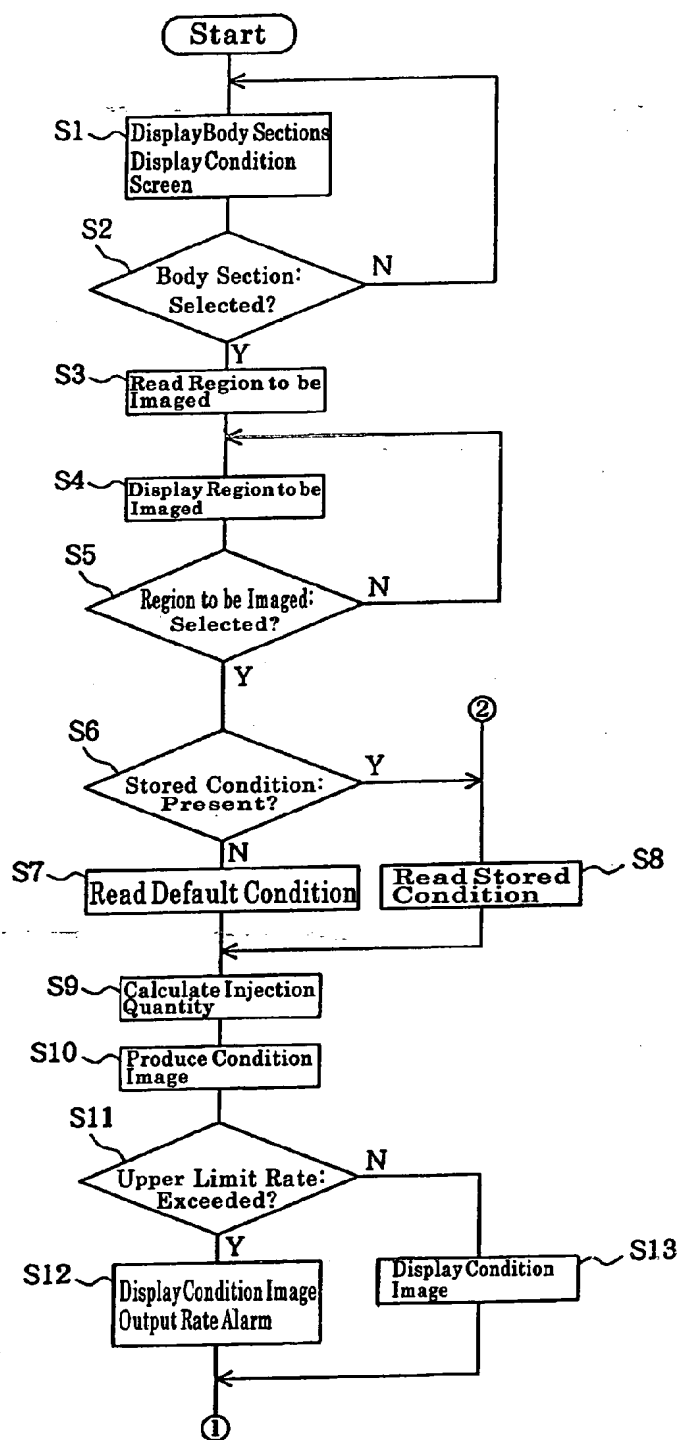 Start
S1
Display Body Sections
Display Condition
Screen
S2
Body Section:
Selected?
N
Y
S3
Read Region to be
Imaged
S4
Display Region to be
Imaged
S5
Region to be Imaged:
Selected?
N
Y
②
S6
Stored Condition:
Present?
Y
N
S7
Read Default Condition
S8
Read Stored
Condition
S9
Calculate Injection
Quantity
S10
Produce Condition
Image
S11
Upper Limit Rate:
Exceeded?
N
Y
S12
Display Condition Image
Output Rate Alarm
S13
Display Condition
Image
①